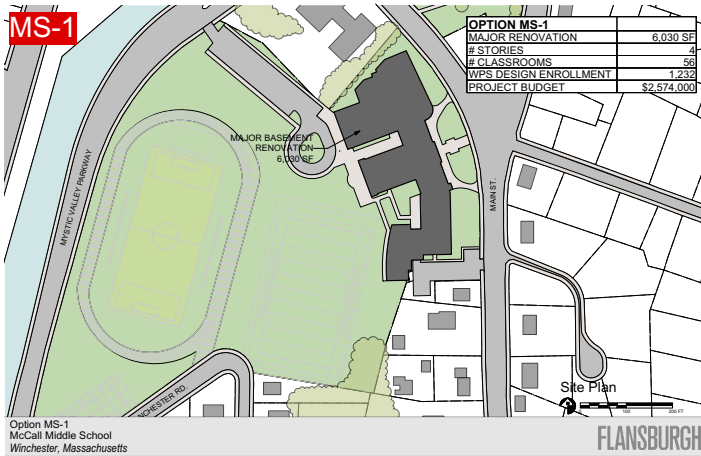 MS-1
OPTION MS-1
MAJOR RENOVATION 6,030 SF
# STORIES 4
# CLASSROOMS 56
WPS DESIGN ENROLLMENT 1,232
PROJECT BUDGET $2,574,000
MAJOR BASEMENT
RENOVATION
6,030 SF
MYSTIC VALLEY PARKWAY
MAIN ST.
NCHESTER RD.
Site Plan
100 200 FT
Option MS-1
McCall Middle School
Winchester, Massachusetts
FLANSBURGH